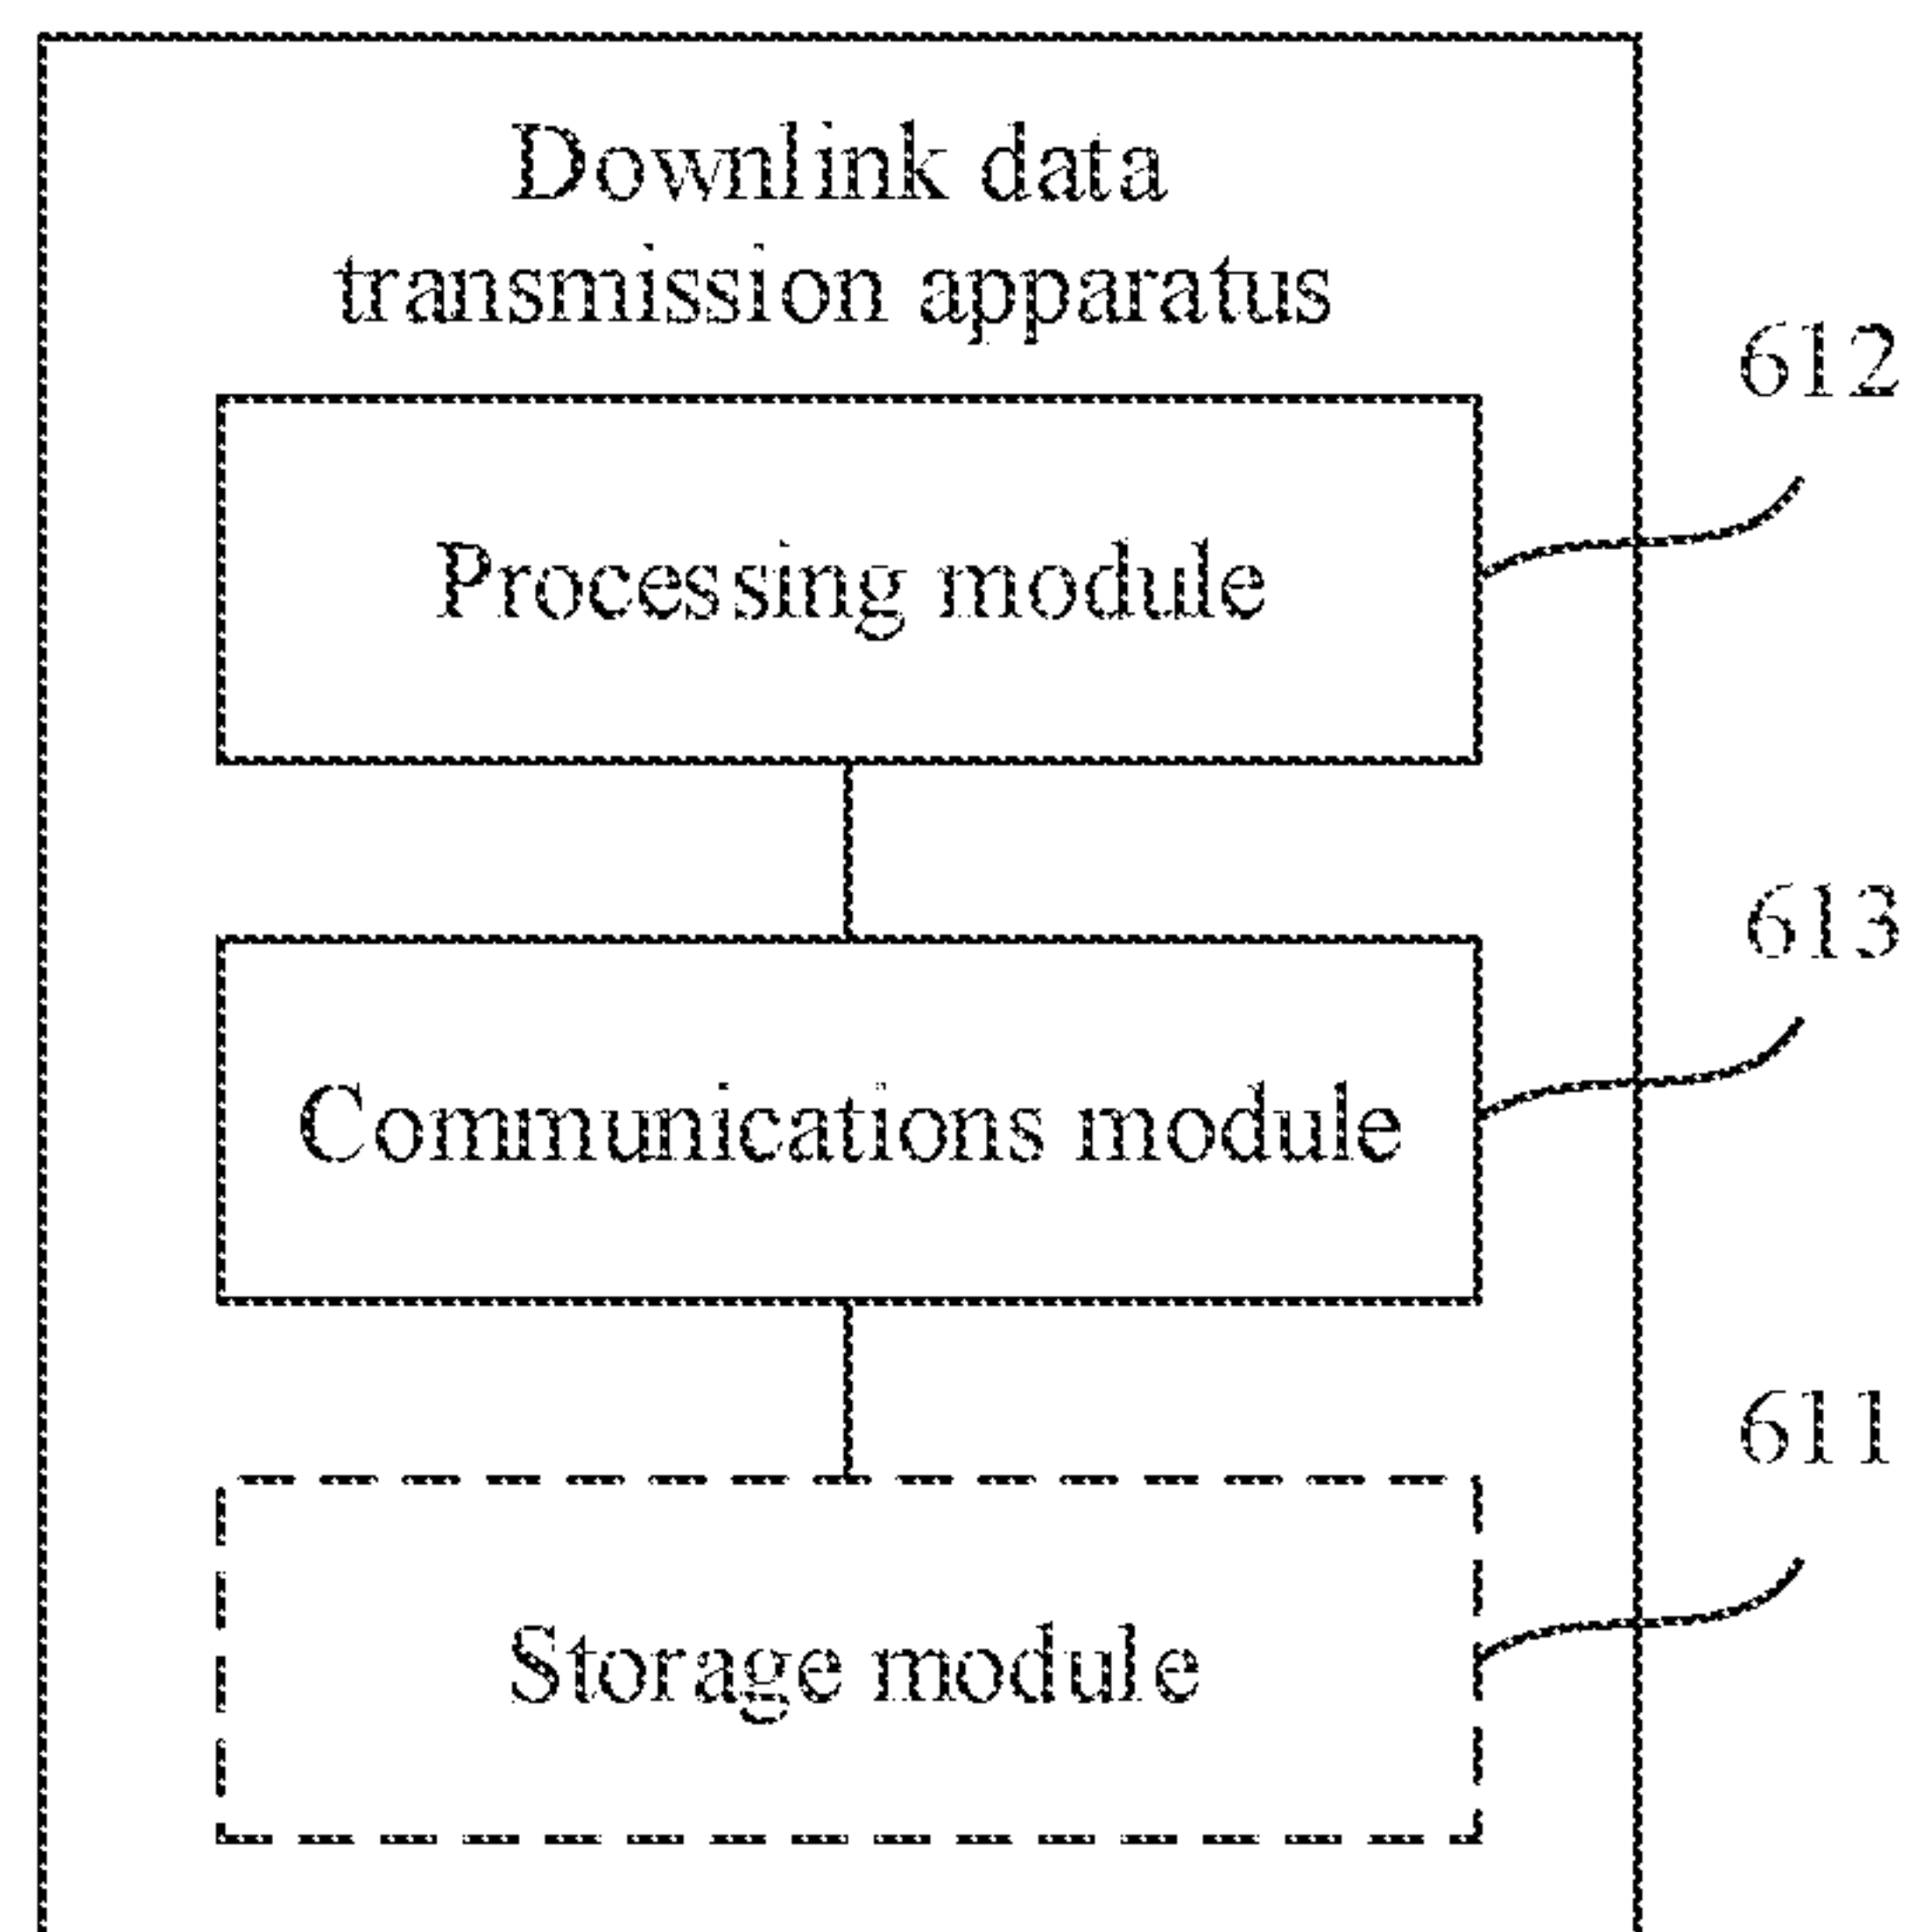 Downlink data
transmission apparatus
612
Processing module
613
Communications module
611
Storage module